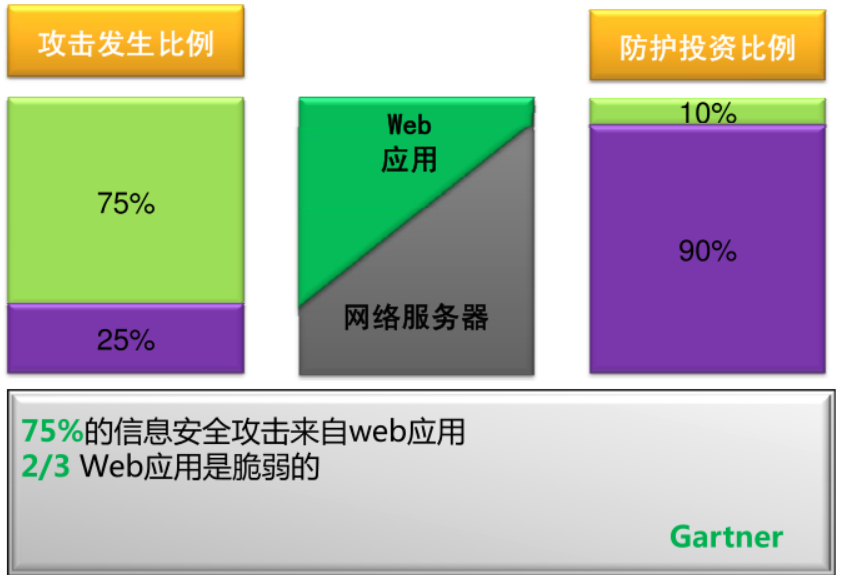 攻击发生比例
防护投资比例
75%
25%
Web
应用
网络服务器
10%
90%
75%的信息安全攻击来自web应用
2/3 Web应用是脆弱的
Gartner